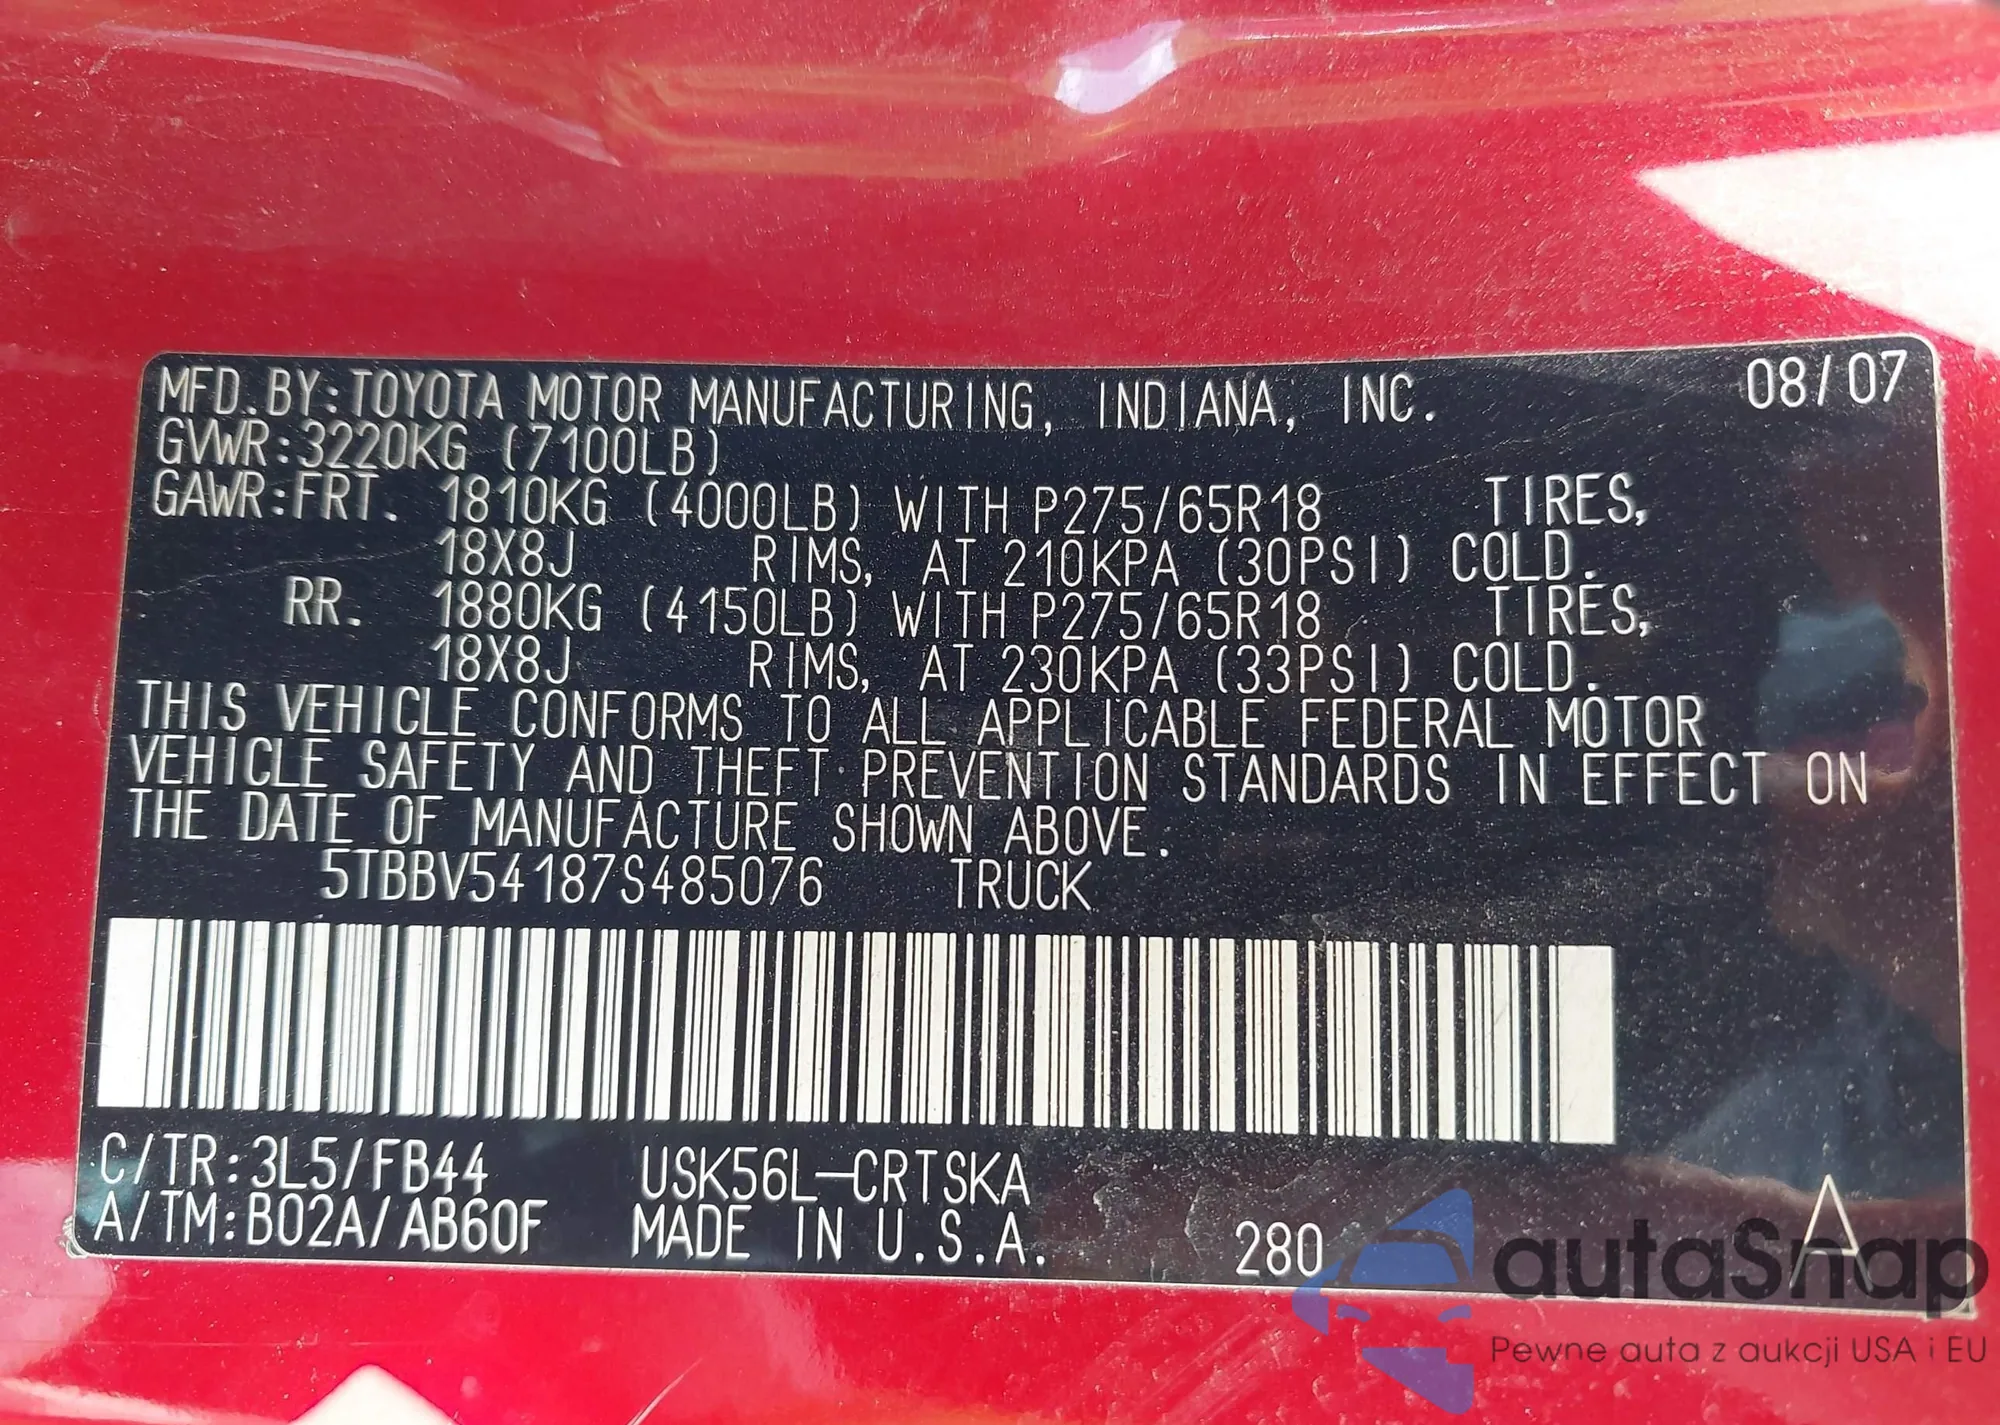 MFD.BY:TOYOTA MOTOR MANUFACTURING, INDIANA, INC. 08/07
GVWR:3220KG (7100LB)
GAWR:FRT. 1810KG (4000LB) WITH P275/65R18 TIRES,
18X8J RIMS, AT 210KPA (30PSI) COLD.
RR. 1880KG (4150LB) WITH P275/65R18 TIRES,
18X8J RIMS, AT 230KPA (33PSI) COLD.
THIS VEHICLE CONFORMS TO ALL APPLICABLE FEDERAL MOTOR
VEHICLE SAFETY AND THEFT PREVENTION STANDARDS IN EFFECT ON
THE DATE OF MANUFACTURE SHOWN ABOVE.
5TBBV54187S485076 TRUCK
C/TR:3L5/FB44 USK56L-CRTSKA
A/TM:B02A/AB60F MADE IN U.S.A. 280 A
autaSnap
Pewne auta z aukcji USA i EU